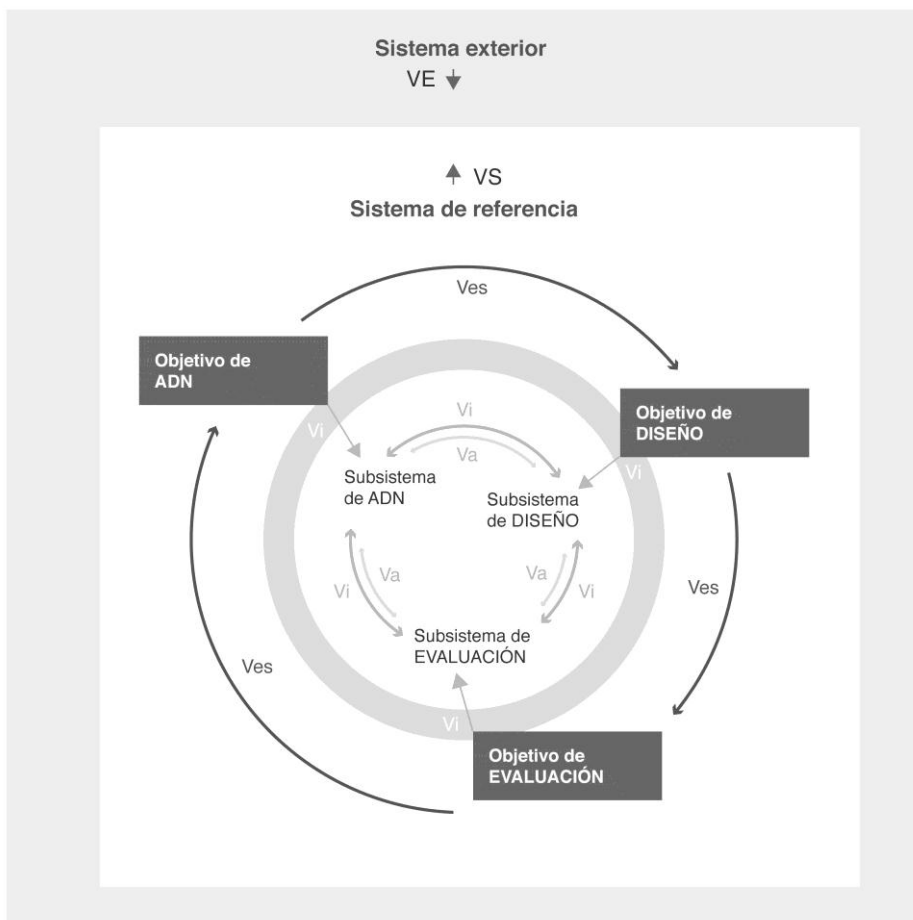 Sistema exterior
VE
VS
Sistema de referencia
Ves
Objetivo de
ADN
Objetivo de
DISEÑO
Vi
Vi
Va
Vi
Subsistema
de ADN
Subsistema
de DISEÑO
Vi
Va
Va
Vi
Ves
Subsistema de
EVALUACIÓN
Ves
Vi
Objetivo de
EVALUACIÓN